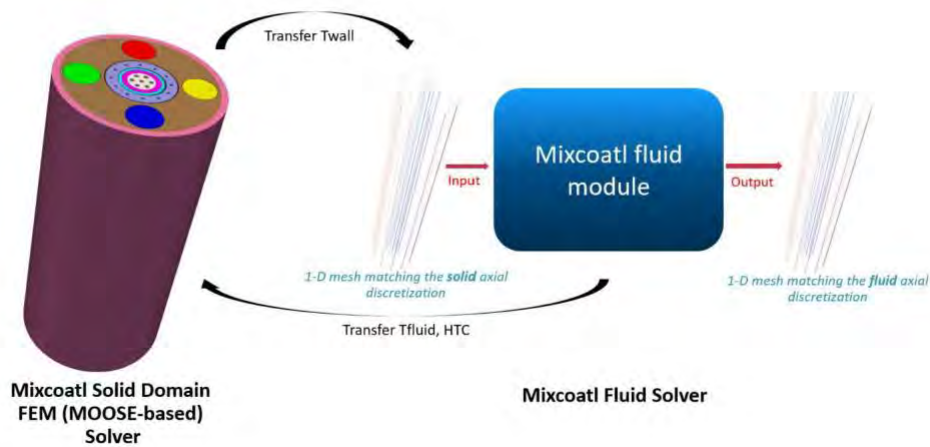 Transfer Twall
Mixcoatl fluid
module
Input
Output
1-D mesh matching the solid axial
discretization
1-D mesh matching the fluid axial
discretization
Transfer Tfluid, HTC
Mixcoatl Solid Domain
FEM (MOOSE-based)
Solver
Mixcoatl Fluid Solver